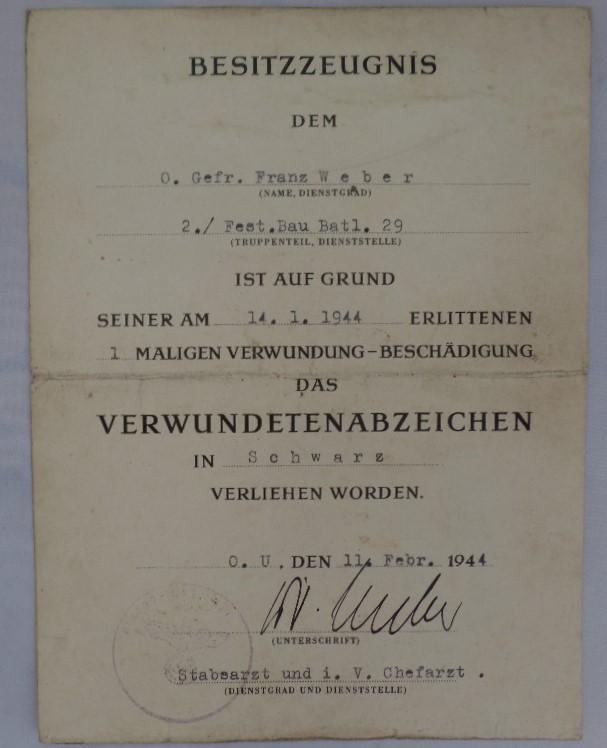 BESITZZEUGNIS
DEM
O. Gefr. Franz W e b e r
(NAME, DIENSTGRAD)
2./ Fest.Bau Batl. 29
(TRUPPENTEIL, DIENSTSTELLE)
IST AUF GRUND
SEINER AM 14. 1. 1944 ERLITTENEN
1 MALIGEN VERWUNDUNG – BESCHÄDIGUNG
DAS
VERWUNDETENABZEICHEN
IN S c h w a r z
VERLIEHEN WORDEN.
O. U , DEN 11. Febr. 1944
(UNTERSCHRIFT)
Stabsarzt und i. V. Chefarzt .
(DIENSTGRAD UND DIENSTSTELLE)